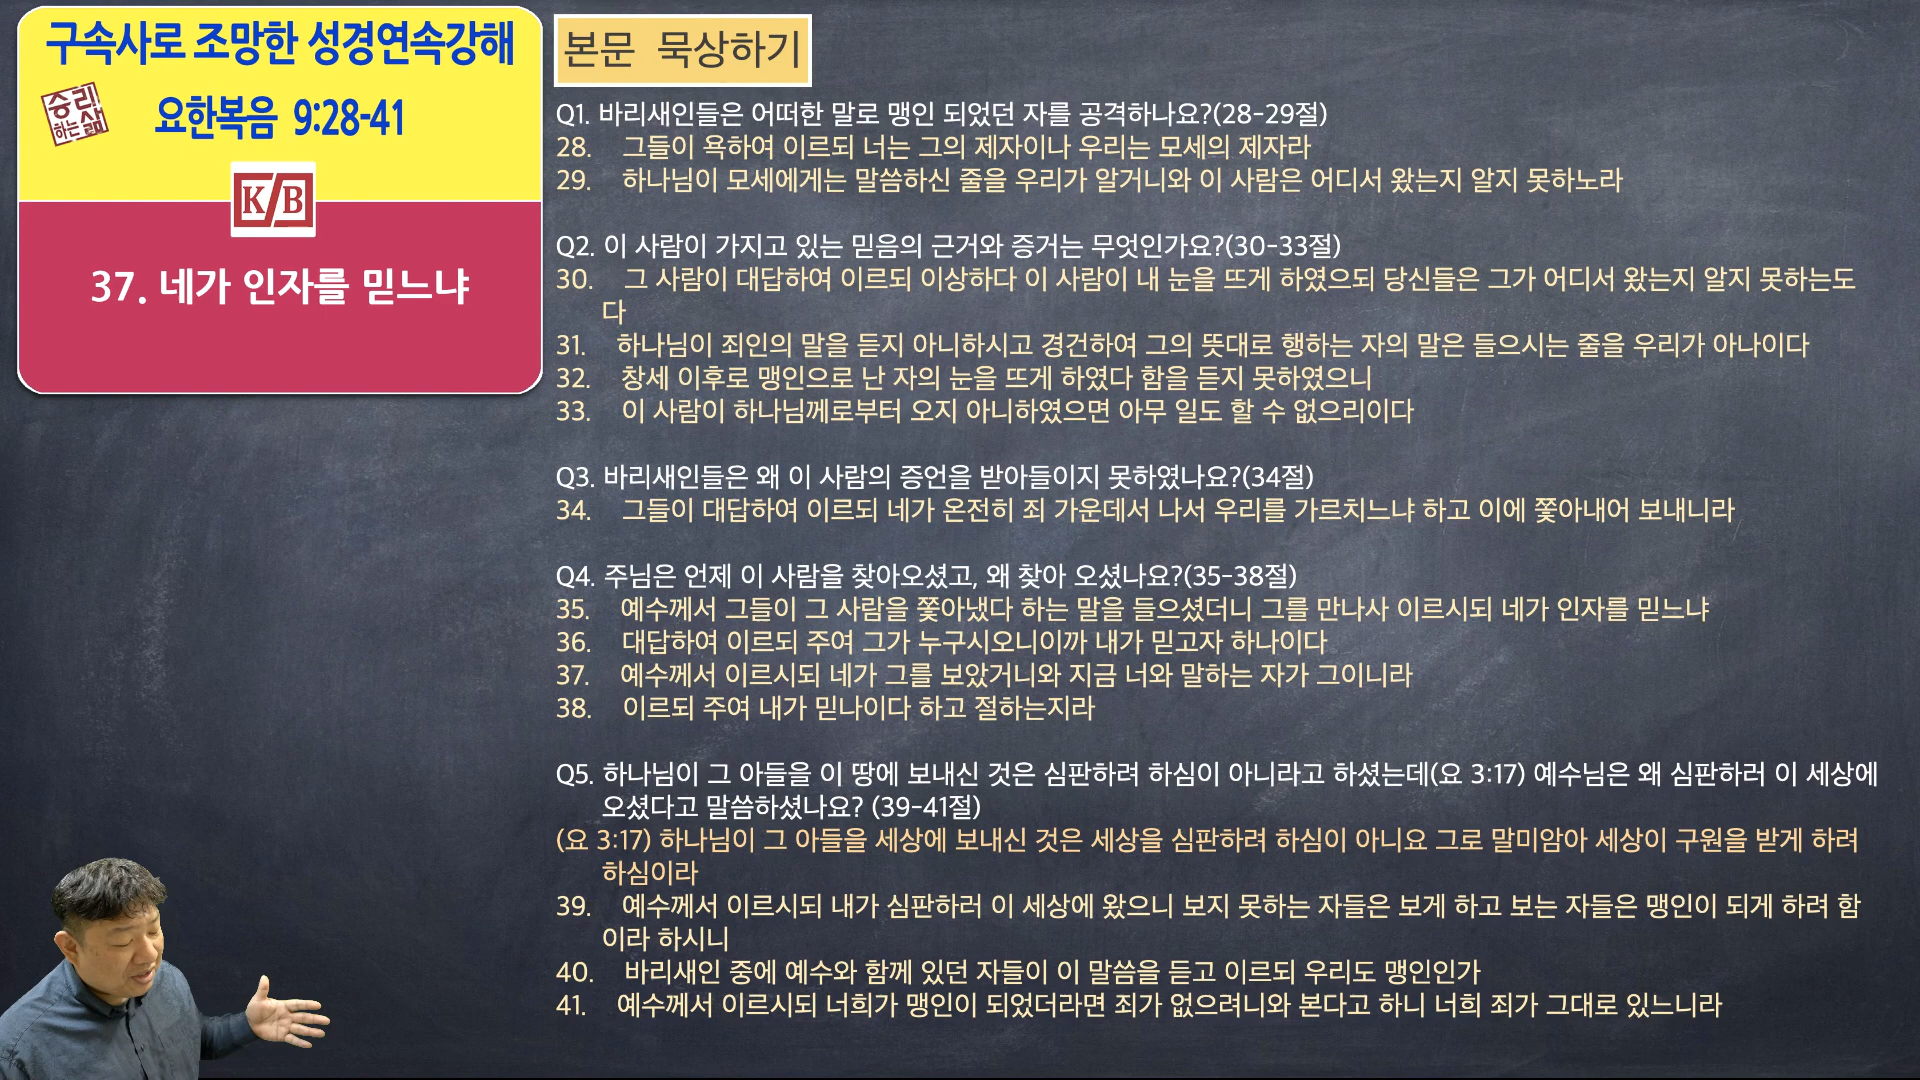 구속사로 조망한 성경연속강해
승리
하는 삶
요한복음 9:28-41
K/B
37. 네가 인자를 믿느냐
본문 묵상하기
Q1. 바리새인들은 어떠한 말로 맹인 되었던 자를 공격하나요?(28-29절)
28. 그들이 욕하여 이르되 너는 그의 제자이나 우리는 모세의 제자라
29. 하나님이 모세에게는 말씀하신 줄을 우리가 알거니와 이 사람은 어디서 왔는지 알지 못하노라
Q2. 이 사람이 가지고 있는 믿음의 근거와 증거는 무엇인가요?(30-33절)
30. 그 사람이 대답하여 이르되 이상하다 이 사람이 내 눈을 뜨게 하였으되 당신들은 그가 어디서 왔는지 알지 못하는도
다
31. 하나님이 죄인의 말을 듣지 아니하시고 경건하여 그의 뜻대로 행하는 자의 말은 들으시는 줄을 우리가 아나이다
32. 창세 이후로 맹인으로 난 자의 눈을 뜨게 하였다 함을 듣지 못하였으니
33. 이 사람이 하나님께로부터 오지 아니하였으면 아무 일도 할 수 없으리이다
Q3. 바리새인들은 왜 이 사람의 증언을 받아들이지 못하였나요?(34절)
34. 그들이 대답하여 이르되 네가 온전히 죄 가운데서 나서 우리를 가르치느냐 하고 이에 쫓아내어 보내니라
Q4. 주님은 언제 이 사람을 찾아오셨고, 왜 찾아 오셨나요?(35-38절)
35. 예수께서 그들이 그 사람을 쫓아냈다 하는 말을 들으셨더니 그를 만나사 이르시되 네가 인자를 믿느냐
36. 대답하여 이르되 주여 그가 누구시오니이까 내가 믿고자 하나이다
37. 예수께서 이르시되 네가 그를 보았거니와 지금 너와 말하는 자가 그이니라
38. 이르되 주여 내가 믿나이다 하고 절하는지라
Q5. 하나님이 그 아들을 이 땅에 보내신 것은 심판하려 하심이 아니라고 하셨는데(요 3:17) 예수님은 왜 심판하러 이 세상에
오셨다고 말씀하셨나요? (39-41절)
(요 3:17) 하나님이 그 아들을 세상에 보내신 것은 세상을 심판하려 하심이 아니요 그로 말미암아 세상이 구원을 받게 하려
하심이라
39. 예수께서 이르시되 내가 심판하러 이 세상에 왔으니 보지 못하는 자들은 보게 하고 보는 자들은 맹인이 되게 하려 함
이라 하시니
40. 바리새인 중에 예수와 함께 있던 자들이 이 말씀을 듣고 이르되 우리도 맹인인가
41. 예수께서 이르시되 너희가 맹인이 되었더라면 죄가 없으려니와 본다고 하니 너희 죄가 그대로 있느니라